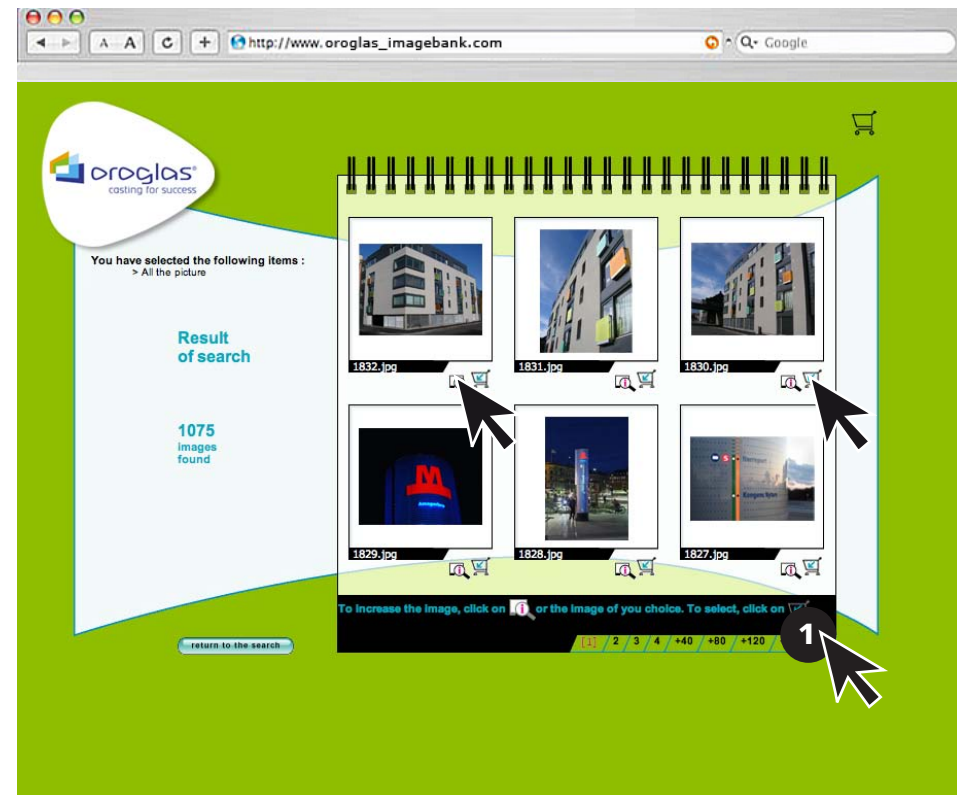 A A C + http://www.oroglas_imagebank.com Q Google
oroglas®
casting for success
You have selected the following items :
> All the picture
Result
of search
1075
images
found
1832.jpg 1831.jpg 1830.jpg
M
1829.jpg 1828.jpg 1827.jpg
To increase the image, click on or the image of you choice. To select, click on
1
return to the search
[1] 2 3 4 +40 +80 +120